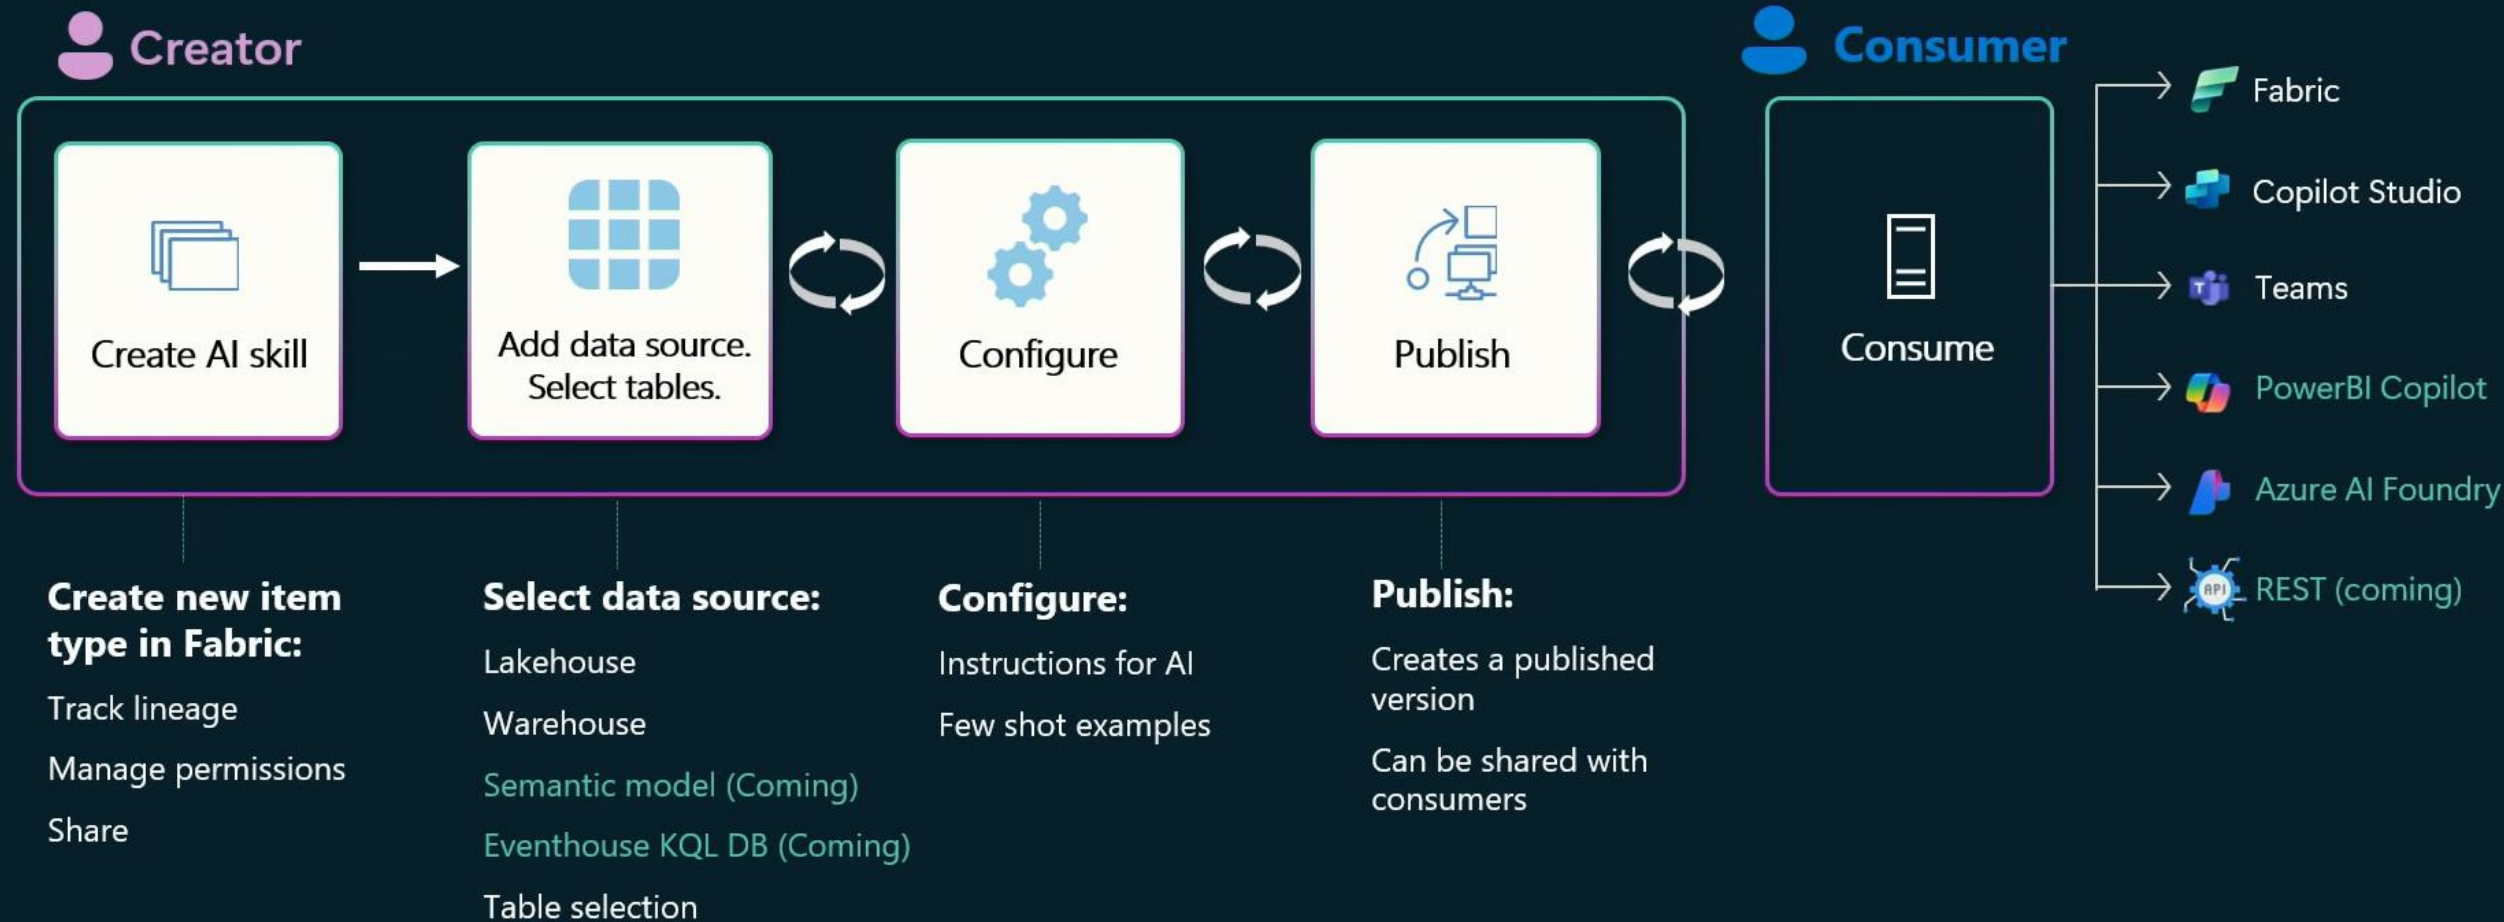 Creator
Create AI skill
Add data source.
Select tables.
Configure
Publish
Consumer
Consume
Fabric
Copilot Studio
T
Teams
PowerBI Copilot
Azure AI Foundry
API
REST (coming)
Create new item
type in Fabric:
Track lineage
Manage permissions
Share
Select data source:
Lakehouse
Warehouse
Semantic model (Coming)
Eventhouse KQL DB (Coming)
Table selection
Configure:
Instructions for AI
Few shot examples
Publish:
Creates a published
version
Can be shared with
consumers